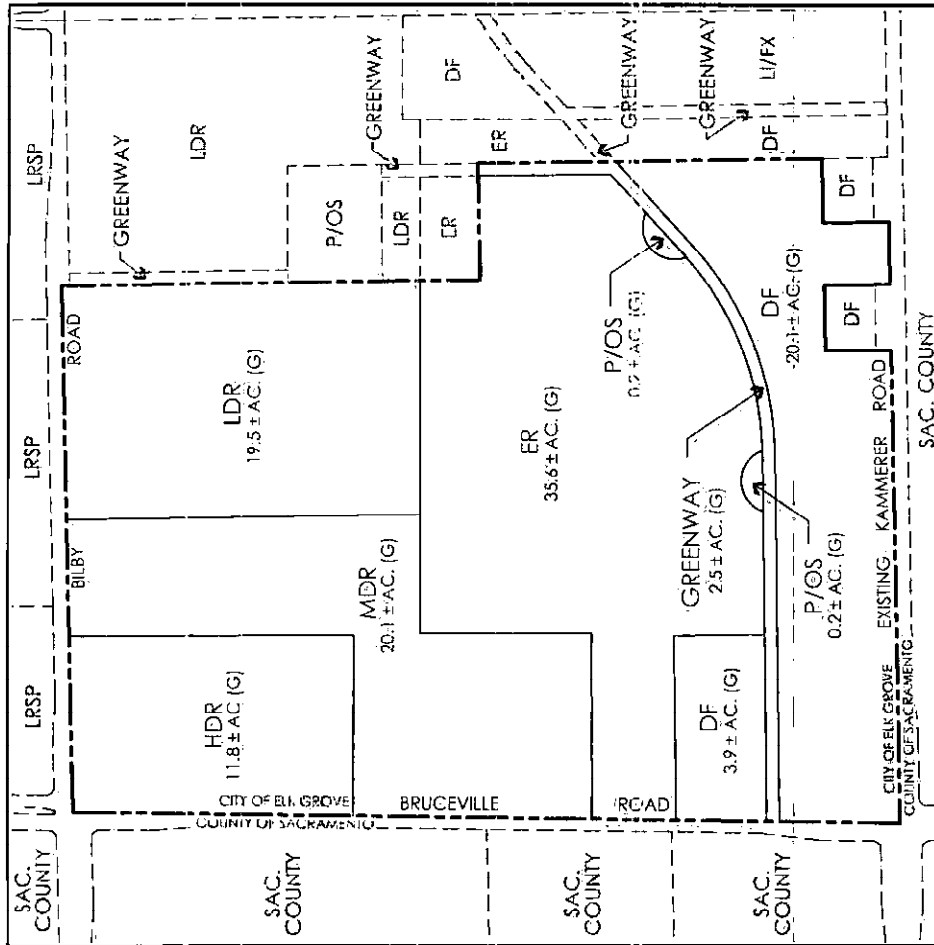 LRSP
LRSP
LRSP
LRSP
SAC.
COUNTY
BILBY
ROAD
GREENWAY
LDR
GREENWAY
DF
GREENWAY
GREENWAY
LI/FX
P/OS
LDR
ER
ER
DF
DF
DF
LDR
19.5 ± AC. (G)
MDR
20.1 ± AC. (G)
HDR
11.8 ± AC. (G)
ER
35.6 ± AC. (G)
P/OS
0.2 ± AC. (G)
DF
20.1 ± AC. (G)
GREENWAY
2.5 ± AC. (G)
P/OS
0.2 ± AC. (G)
DF
3.9 ± AC. (G)
CITY OF ELK GROVE
COUNTY OF SACRAMENTO
BRUCEVILLE
ROAD
EXISTING KAMMERER ROAD
CITY OF ELK GROVE
COUNTY OF SACRAMENTO
SAC. COUNTY
SAC.
COUNTY
SAC.
COUNTY
SAC.
COUNTY